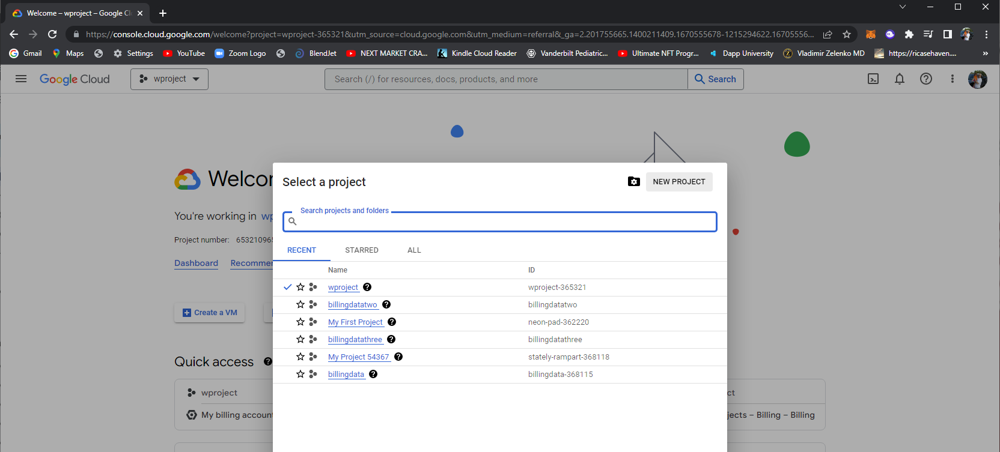 Welcome – wproject – Google Cl
https://console.cloud.google.com/welcome?project=wproject-365321&utm_source=cloud.google.com&utm_medium=referral&_ga=2.201755665.1400211409.1670555678-1215294622.16705556...
Gmail Maps Settings YouTube Zoom Logo BlendJet NEXT MARKET CRA... Kindle Cloud Reader Vanderbilt Pediatric... Ultimate NFT Progr... Dapp University Vladimir Zelenko MD https://ricasehaven.... »
Google Cloud wproject Search (/) for resources, docs, products, and more Search
Welcom
Select a project NEW PROJECT
You're working in wp
Search projects and folders
Project number: 653210965
RECENT STARRED ALL
Dashboard Recommen
Name ID
wproject wproject-365321
billingdatatwo billingdatatwo
Create a VM
My First Project neon-pad-362220
billingdatathree billingdatathree
My Project 54367 stately-rampart-368118
Quick access
billingdata billingdata-368115
wproject ct
My billing account jects – Billing – Billing